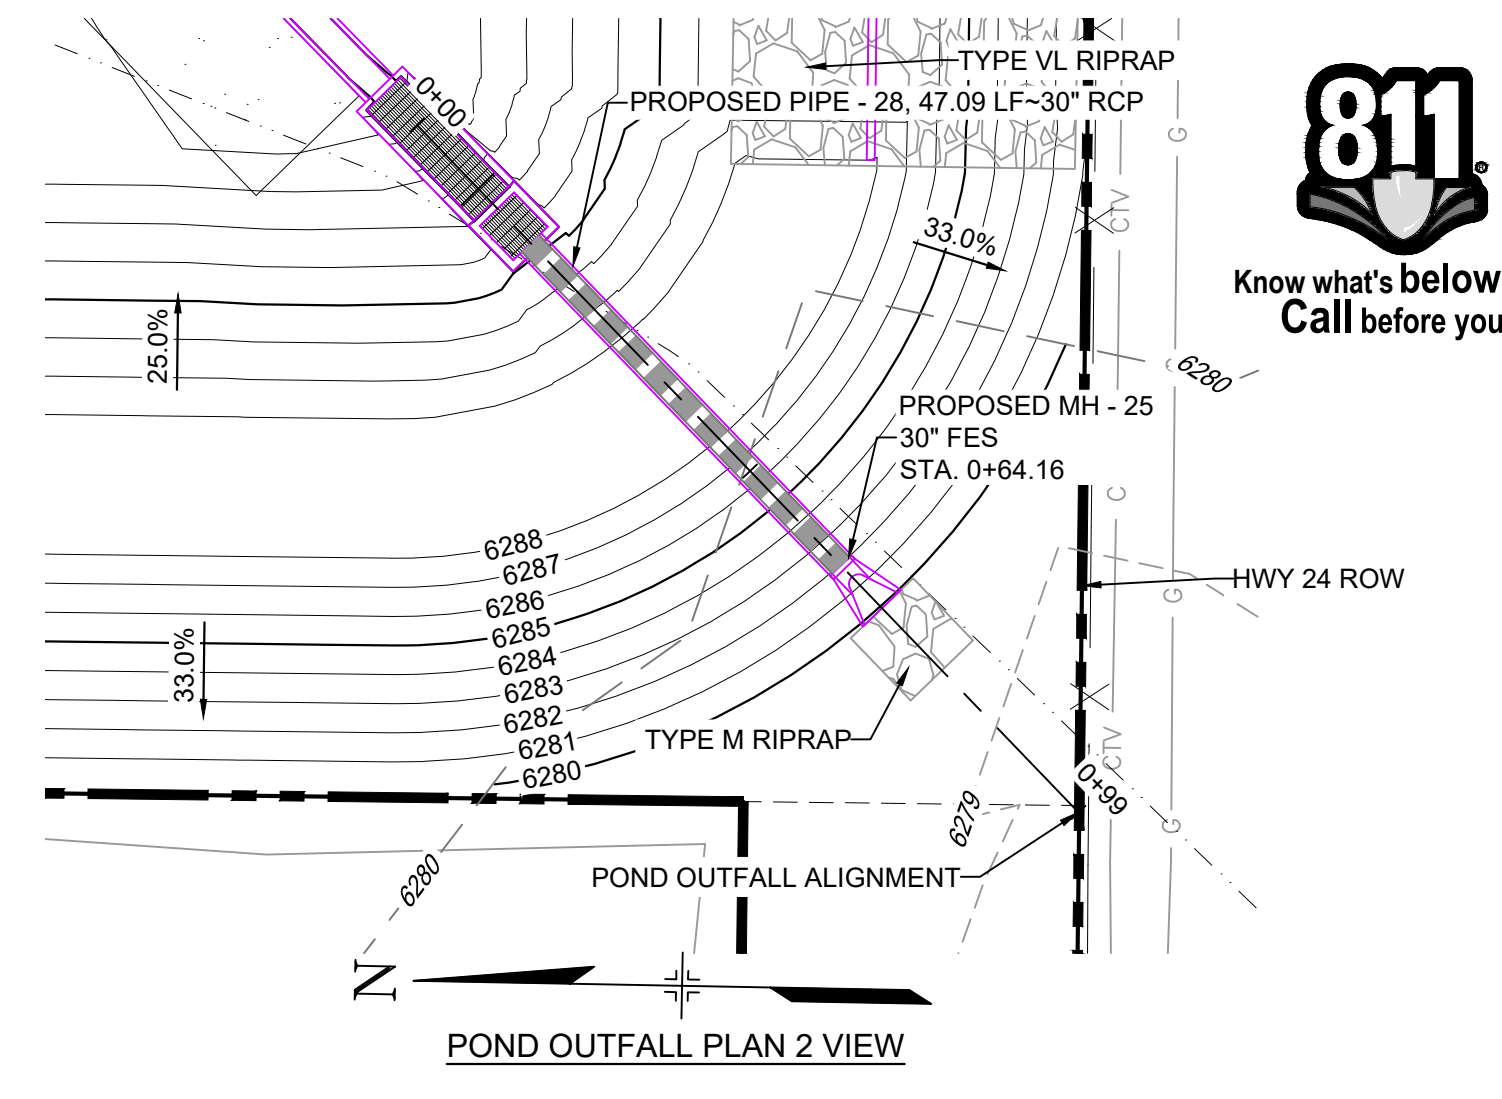 TYPE VL RIPRAP
0+00
PROPOSED PIPE - 28, 47.09 LF~30" RCP
G
811
®
CTV
33.0%
Know what's below
Call before you
25.0%
6280
PROPOSED MH - 25
30" FES
STA. 0+64.16
C
6288
6287
HWY 24 ROW
G
6286
6285
33.0%
6284
6283
6282
TYPE M RIPRAP
6281
CTV
6280
0+99
6279
G
6280
POND OUTFALL ALIGNMENT
N
POND OUTFALL PLAN 2 VIEW